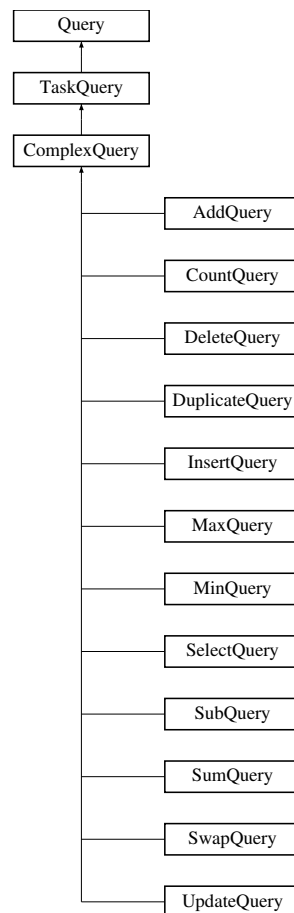 Query
TaskQuery
ComplexQuery
AddQuery
CountQuery
DeleteQuery
DuplicateQuery
InsertQuery
MaxQuery
MinQuery
SelectQuery
SubQuery
SumQuery
SwapQuery
UpdateQuery